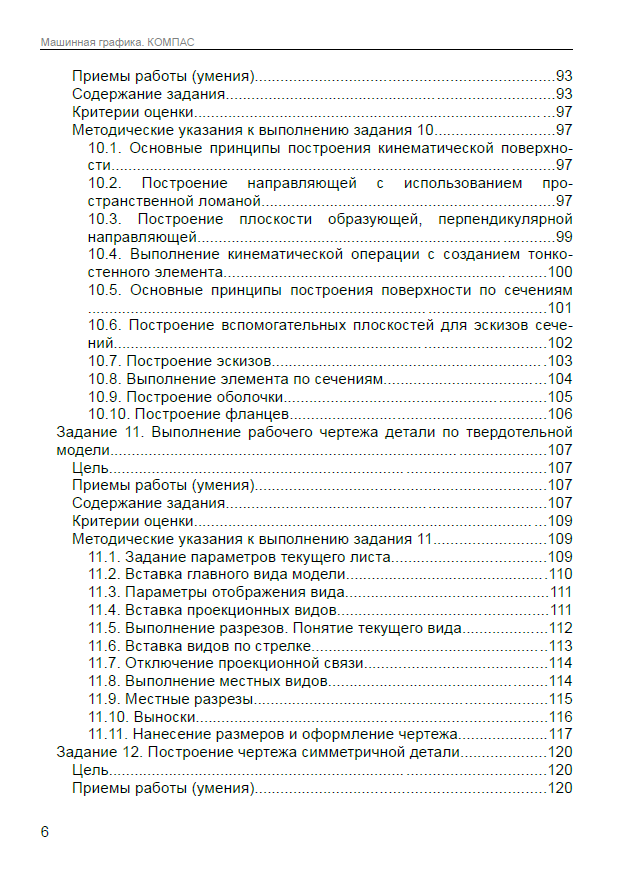 Машинная графика. КОМПАС
Приемы работы (умения)....................................................................93
Содержание задания..........................................................................93
Критерии оценки.................................................................................97
Методические указания к выполнению задания 10...........................97
10.1. Основные принципы построения кинематической поверхно-
сти....................................................................................................97
10.2. Построение направляющей с использованием про-
странственной ломаной..................................................................97
10.3. Построение плоскости образующей, перпендикулярной
направляющей.................................................................................99
10.4. Выполнение кинематической операции с созданием тонко-
стенного элемента.........................................................................100
10.5. Основные принципы построения поверхности по сечениям
........................................................................................................101
10.6. Построение вспомогательных плоскостей для эскизов сече-
ний..................................................................................................102
10.7. Построение эскизов..............................................................103
10.8. Выполнение элемента по сечениям.....................................104
10.9. Построение оболочки............................................................105
10.10. Построение фланцев..........................................................106
Задание 11. Выполнение рабочего чертежа детали по твердотельной
модели...................................................................................................107
Цель...................................................................................................107
Приемы работы (умения)..................................................................107
Содержание задания........................................................................107
Критерии оценки...............................................................................109
Методические указания к выполнению задания 11.........................109
11.1. Задание параметров текущего листа...................................109
11.2. Вставка главного вида модели..............................................110
11.3. Параметры отображения вида..............................................111
11.4. Вставка проекционных видов................................................111
11.5. Выполнение разрезов. Понятие текущего вида...................112
11.6. Вставка видов по стрелке......................................................113
11.7. Отключение проекционной связи.........................................114
11.8. Выполнение местных видов..................................................114
11.9. Местные разрезы...................................................................115
11.10. Выноски................................................................................116
11.11. Нанесение размеров и оформление чертежа....................117
Задание 12. Построение чертежа симметричной детали...................120
Цель...................................................................................................120
Приемы работы (умения)..................................................................120
6